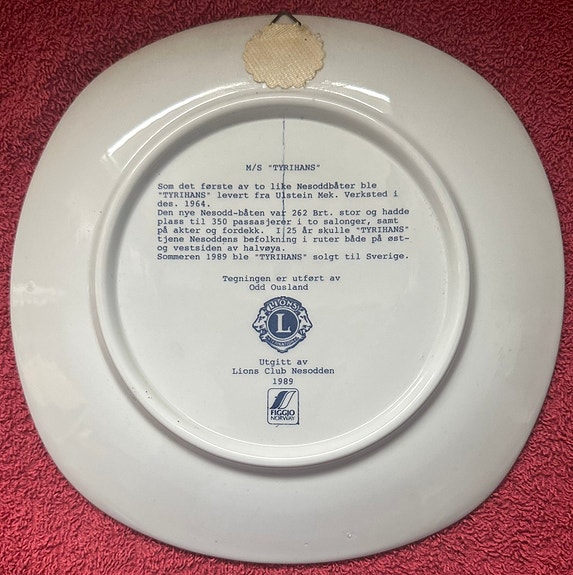 M/S "TYRIHANS"
Som det første av to like Nesoddbåter ble
"TYRIHANS" levert fra Ulstein Mek. Verksted i
des. 1964.
Den nye Nesodd-båten var 262 Brt. stor og hadde
plass til 350 passasjerer i to salonger, samt
på akter og fordekk. I 25 år skulle "TYRIHANS"
tjene Nesoddens befolkning i ruter både på øst-
og vestsiden av halvøya.
Sommeren 1989 ble "TYRIHANS" solgt til Sverige.
Tegningen er utført av
Odd Ousland
LIONS
L
INTERNATIONAL
Utgitt av
Lions Club Nesodden
1989
FIGGJO
NORWAY